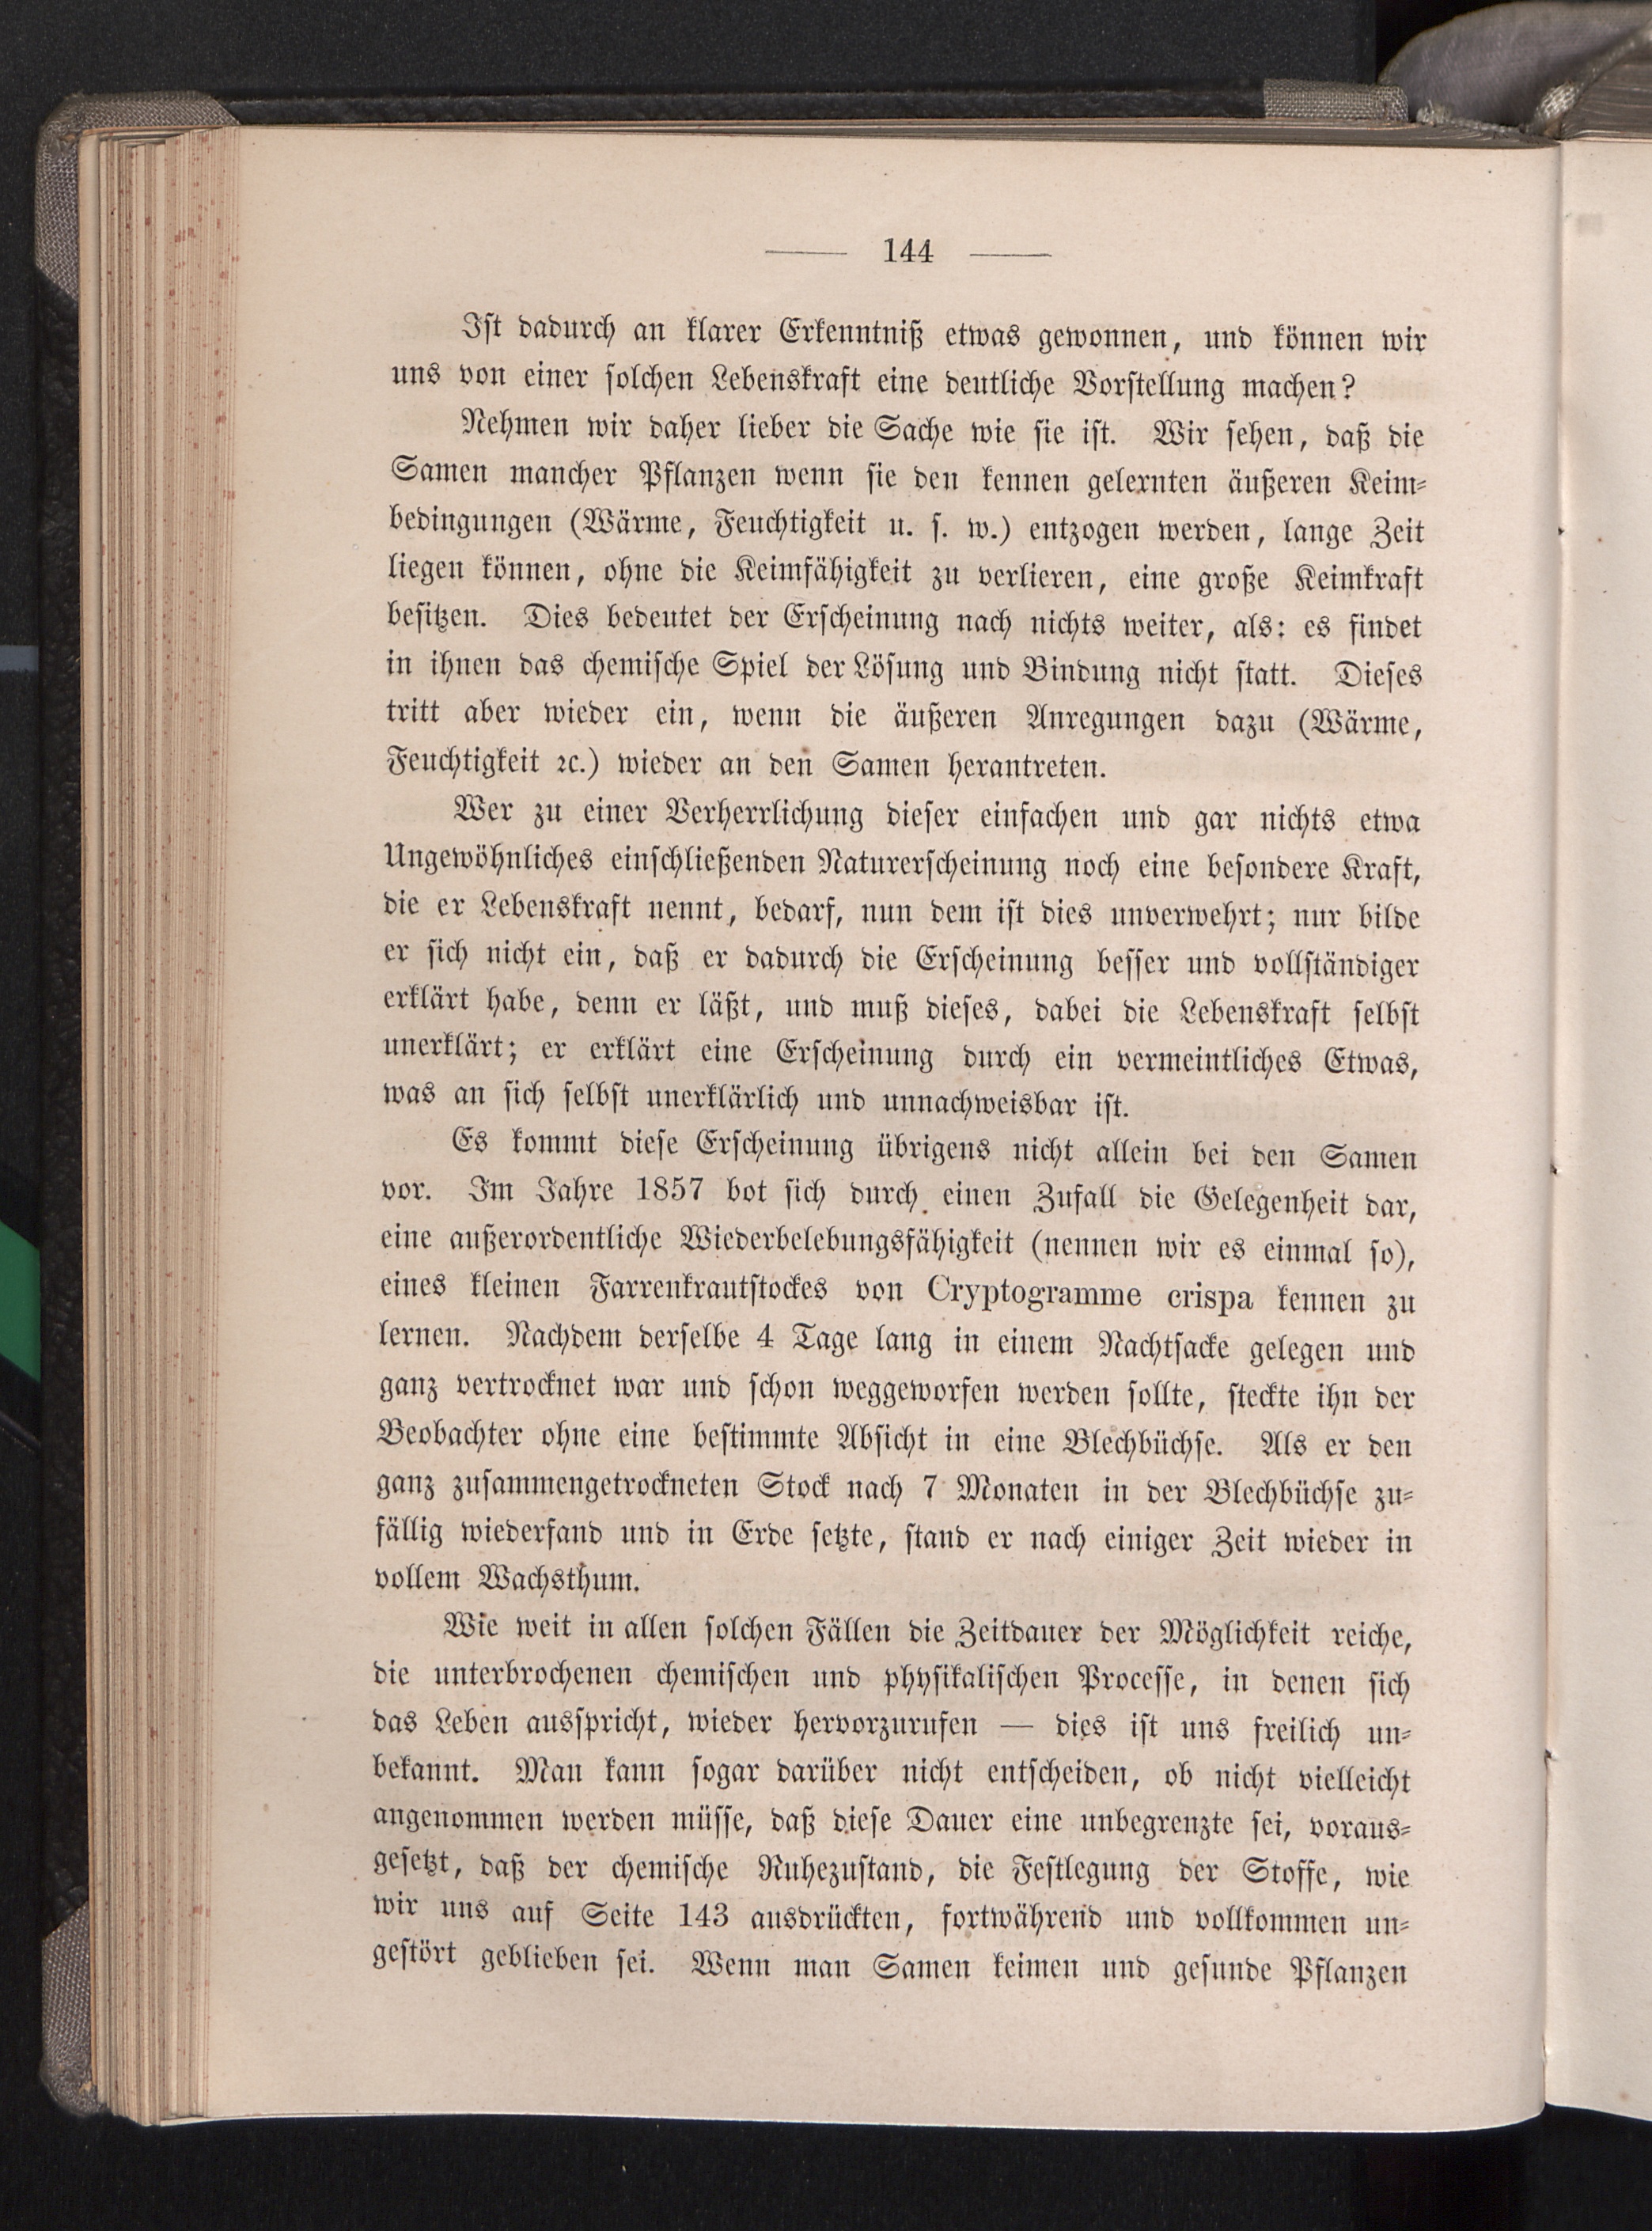 144
Ist dadurch an klarer Erkenntniß etwas gewonnen, und können wir
uns von einer solchen Lebenskraft eine deutliche Vorstellung machen?
Nehmen wir daher lieber die Sache wie sie ist. Wir sehen, daß die
Samen mancher Pflanzen wenn sie den kennen gelernten äußeren Keim-
bedingungen (Wärme, Feuchtigkeit u. s. w.) entzogen werden, lange Zeit
liegen können, ohne die Keimfähigkeit zu verlieren, eine große Keimkraft
besitzen. Dies bedeutet der Erscheinung nach nichts weiter, als: es findet
in ihnen das chemische Spiel der Lösung und Bindung nicht statt. Dieses
tritt aber wieder ein, wenn die äußeren Anregungen dazu (Wärme,
Feuchtigkeit ꝛc.) wieder an den Samen herantreten.
Wer zu einer Verherrlichung dieser einfachen und gar nichts etwa
Ungewöhnliches einschließenden Naturerscheinung noch eine besondere Kraft,
die er Lebenskraft nennt, bedarf, nun dem ist dies unverwehrt; nur bilde
er sich nicht ein, daß er dadurch die Erscheinung besser und vollständiger
erklärt habe, denn er läßt, und muß dieses, dabei die Lebenskraft selbst
unerklärt; er erklärt eine Erscheinung durch ein vermeintliches Etwas,
was an sich selbst unerklärlich und unnachweisbar ist.
Es kommt diese Erscheinung übrigens nicht allein bei den Samen
vor. Im Jahre 1857 bot sich durch einen Zufall die Gelegenheit dar,
eine außerordentliche Wiederbelebungsfähigkeit (nennen wir es einmal so),
eines kleinen Farrenkrautstockes von Cryptogramme crispa kennen zu
lernen. Nachdem derselbe 4 Tage lang in einem Nachtsacke gelegen und
ganz vertrocknet war und schon weggeworfen werden sollte, steckte ihn der
Beobachter ohne eine bestimmte Absicht in eine Blechbüchse. Als er den
ganz zusammengetrockneten Stock nach 7 Monaten in der Blechbüchse zu-
fällig wiederfand und in Erde setzte, stand er nach einiger Zeit wieder in
vollem Wachsthum.
Wie weit in allen solchen Fällen die Zeitdauer der Möglichkeit reiche,
die unterbrochenen chemischen und physikalischen Processe, in denen sich
das Leben ausspricht, wieder hervorzurufen — dies ist uns freilich un-
bekannt. Man kann sogar darüber nicht entscheiden, ob nicht vielleicht
angenommen werden müsse, daß diese Dauer eine unbegrenzte sei, voraus-
gesetzt, daß der chemische Ruhezustand, die Festlegung der Stoffe, wie
wir uns auf Seite 143 ausdrückten, fortwährend und vollkommen un-
gestört geblieben sei. Wenn man Samen keimen und gesunde Pflanzen